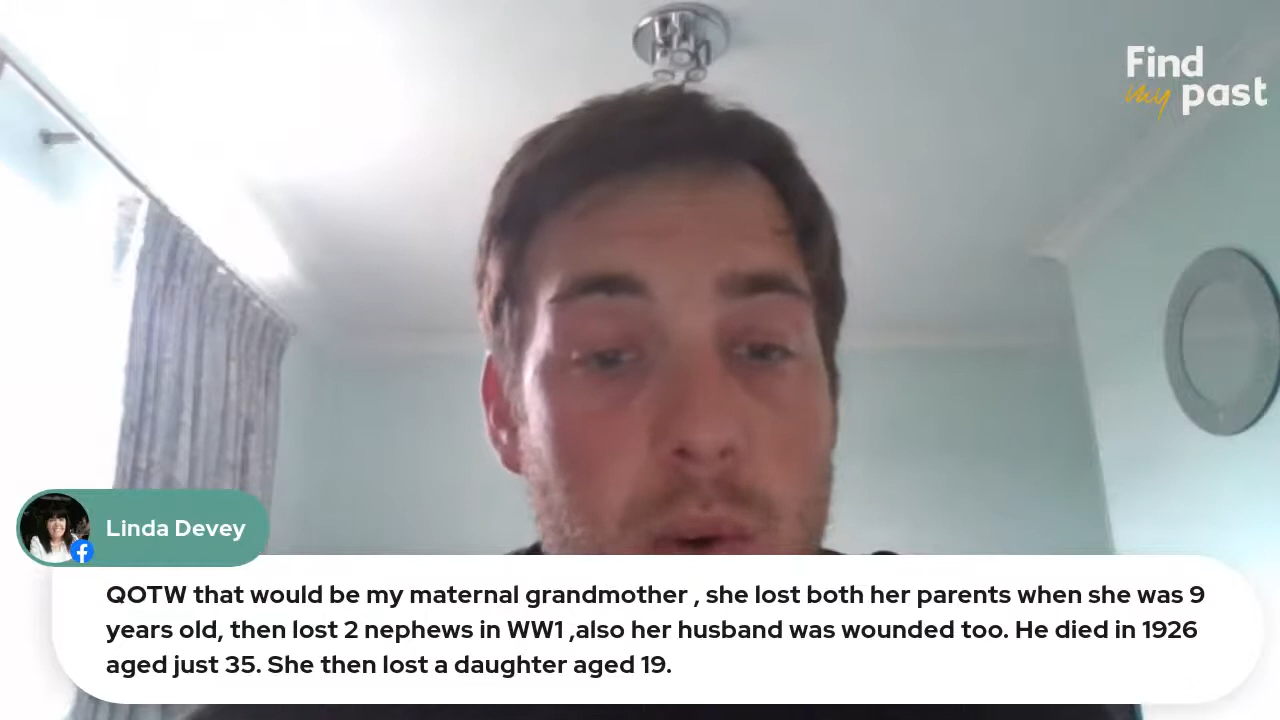 Find
my past
Linda Devey
QOTW that would be my maternal grandmother , she lost both her parents when she was 9
years old, then lost 2 nephews in WW1 ,also her husband was wounded too. He died in 1926
aged just 35. She then lost a daughter aged 19.